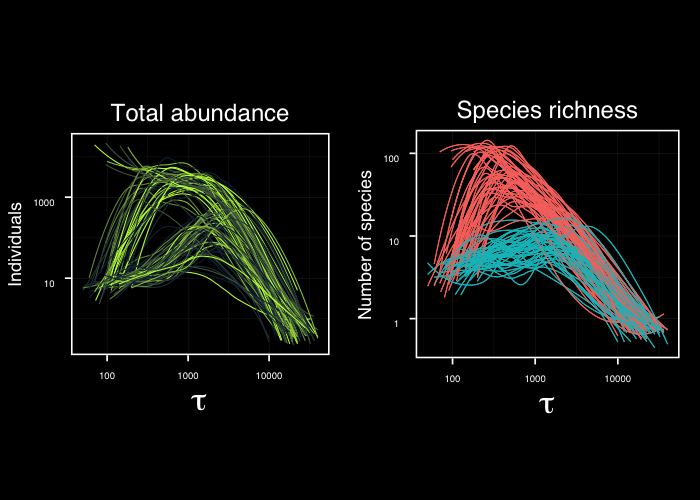 Total abundance
Individuals
1000
10
100
1000
10000
τ
Species richness
Number of species
100
10
1
100
1000
10000
τ